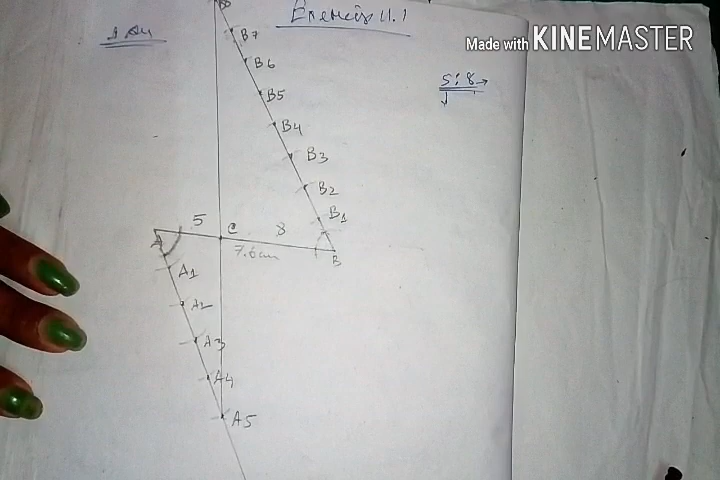 Exercis 11.1
Made with KINEMASTER
5:8
B7
B6
B5
B4
B3
B2
B1
5
C
8
A
7.6cm
B
A1
A2
A3
A4
A5